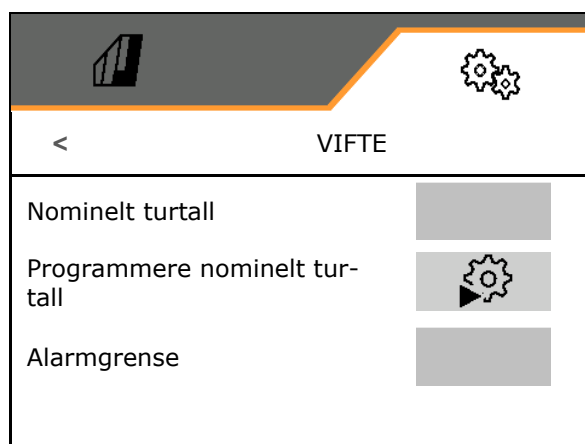 < VIFTE
Nominelt turtall
Programmere nominelt tur-
tall
Alarmgrense